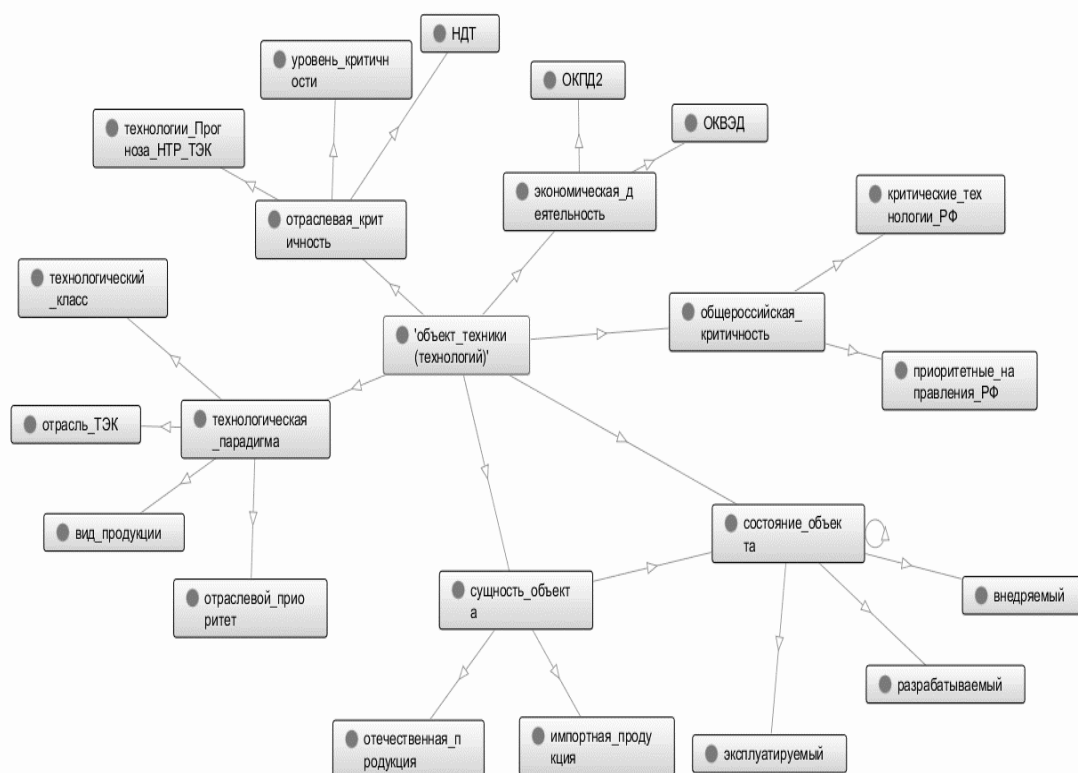 НДТ
уровень_критичн
ости
ОКПД2
технологии_Прог
ноза_НТР_ТЭК
ОКВЭД
экономическая_д
еятельность
критические_тех
нологии_РФ
отраслевая_крит
ичность
технологический
_класс
общероссийская_
критичность
'объект_техники
(технологий)'
приоритетные_на
правления_РФ
отрасль_ТЭК
технологическая
_парадигма
вид_продукции
состояние_объек
та
отраслевой_прио
ритет
сущность_объект
а
внедряемый
разрабатываемый
отечественная_п
родукция
импортная_проду
кция
эксплуатируемый